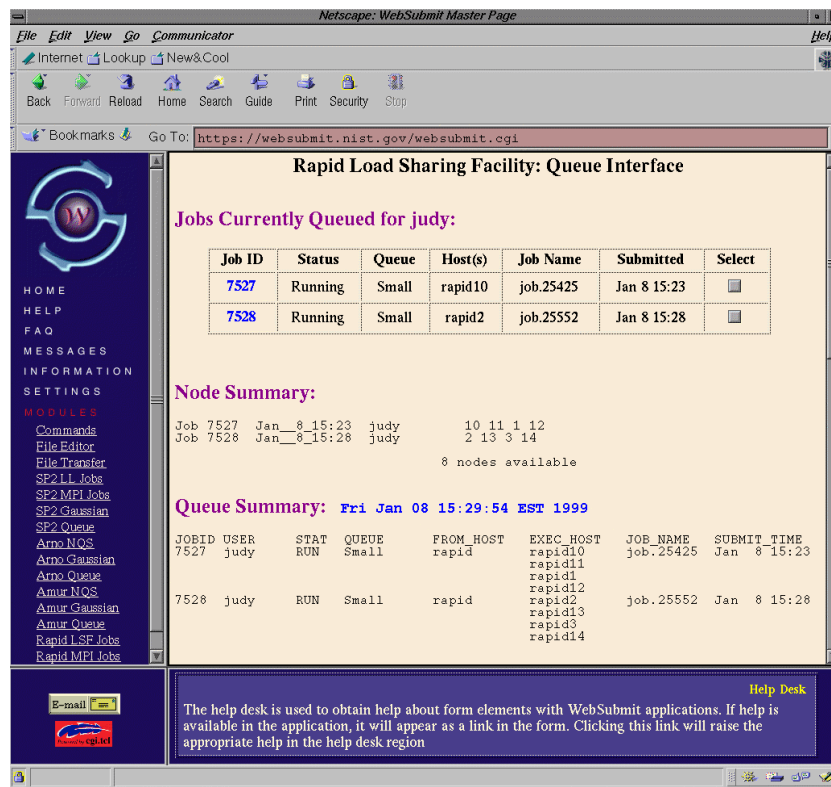 Netscape: WebSubmit Master Page
File Edit View Go Communicator Help
Internet Lookup New&Cool
Back Forward Reload Home Search Guide Print Security Stop
Bookmarks Go To: https://websubmit.nist.gov/websubmit.cgi
W
HOME
HELP
FAQ
MESSAGES
INFORMATION
SETTINGS
MODULES
Commands
File Editor
File Transfer
SP2 LL Jobs
SP2 MPI Jobs
SP2 Gaussian
SP2 Queue
Arno NQS
Arno Gaussian
Arno Queue
Amur NQS
Amur Gaussian
Amur Queue
Rapid LSF Jobs
Rapid MPI Jobs
Rapid Load Sharing Facility: Queue Interface
Jobs Currently Queued for judy:
Job ID Status Queue Host(s) Job Name Submitted Select
7527 Running Small rapid10 job.25425 Jan 8 15:23
7528 Running Small rapid2 job.25552 Jan 8 15:28
Node Summary:
Job 7527 Jan__8_15:23 judy 10 11 1 12
Job 7528 Jan__8_15:28 judy 2 13 3 14
8 nodes available
Queue Summary: Fri Jan 08 15:29:54 EST 1999
JOBID USER STAT QUEUE FROM_HOST EXEC_HOST JOB_NAME SUBMIT_TIME
7527 judy RUN Small rapid rapid10 job.25425 Jan 8 15:23
rapid11
rapid1
rapid12
7528 judy RUN Small rapid rapid2 job.25552 Jan 8 15:28
rapid13
rapid3
rapid14
E-mail
Powered by cgi.tcl
Help Desk
The help desk is used to obtain help about form elements with WebSubmit applications. If help is
available in the application, it will appear as a link in the form. Clicking this link will raise the
appropriate help in the help desk region